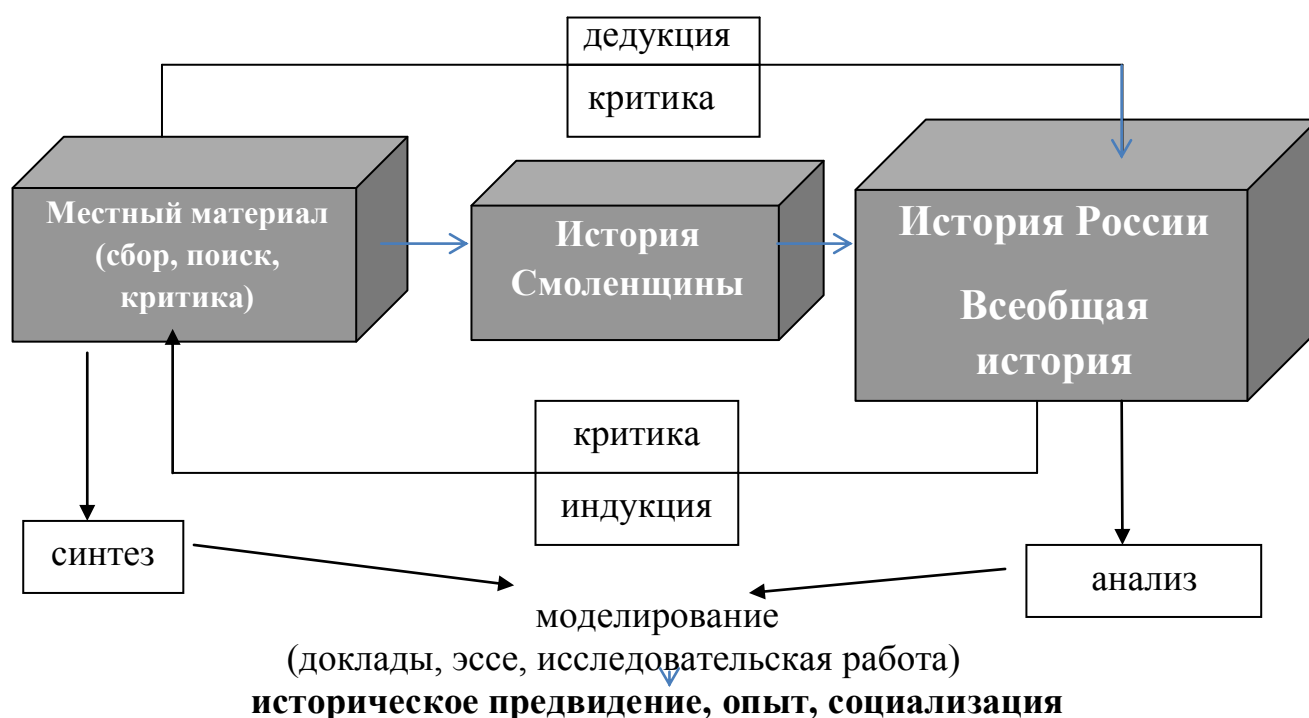 дедукция
критика
Местный материал
(сбор, поиск,
критика)
История
Смоленщины
История России
Всеобщая
история
критика
индукция
синтез
анализ
моделирование
(доклады, эссе, исследовательская работа)
историческое предвидение, опыт, социализация